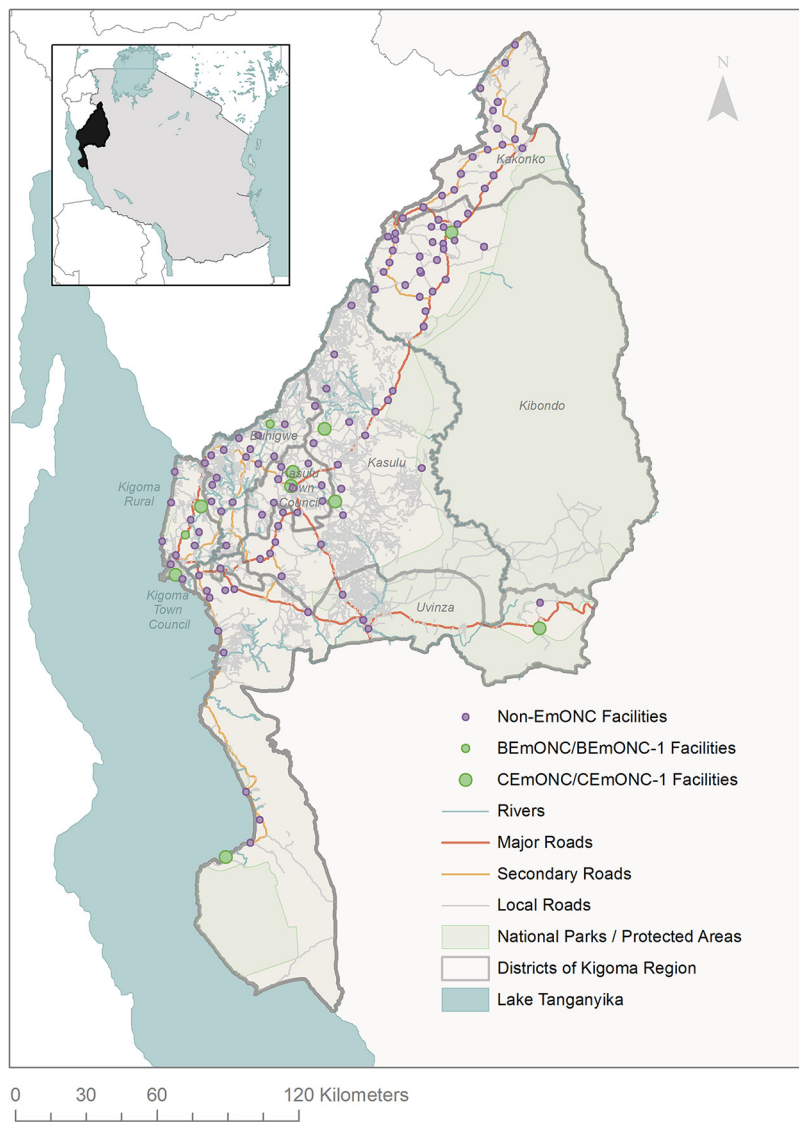 N
Kakonko
Kibondo
Buhigwe
Kasulu
Kasulu
Town
Council
Kigoma
Rural
Kigoma
Town
Council
Uvinza
Non-EmONC Facilities
BEmONC/BEmONC-1 Facilities
CEmONC/CEmONC-1 Facilities
Rivers
Major Roads
Secondary Roads
Local Roads
National Parks / Protected Areas
Districts of Kigoma Region
Lake Tanganyika
0 30 60 120 Kilometers